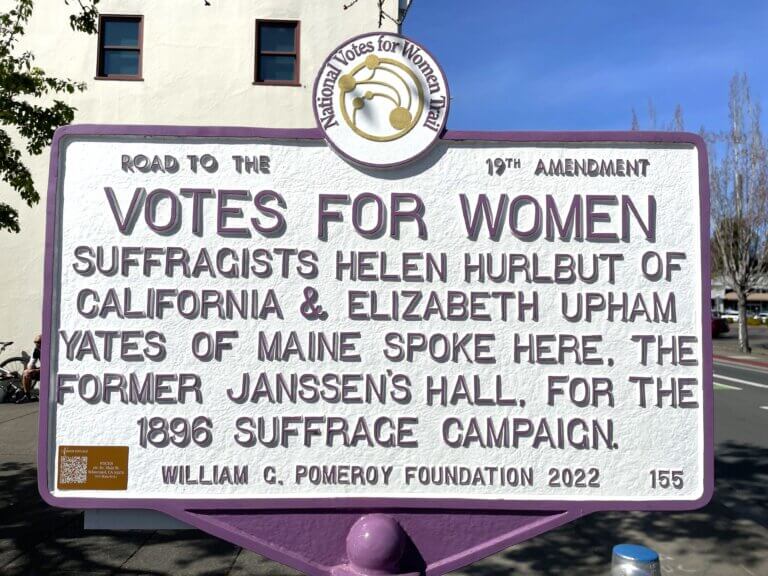 National Votes for Women Trail
ROAD TO THE 19TH AMENDMENT
VOTES FOR WOMEN
SUFFRAGISTS HELEN HURLBUT OF
CALIFORNIA & ELIZABETH UPHAM
YATES OF MAINE SPOKE HERE, THE
FORMER JANSSEN'S HALL, FOR THE
1896 SUFFRAGE CAMPAIGN.
WILLIAM G. POMEROY FOUNDATION 2022 155